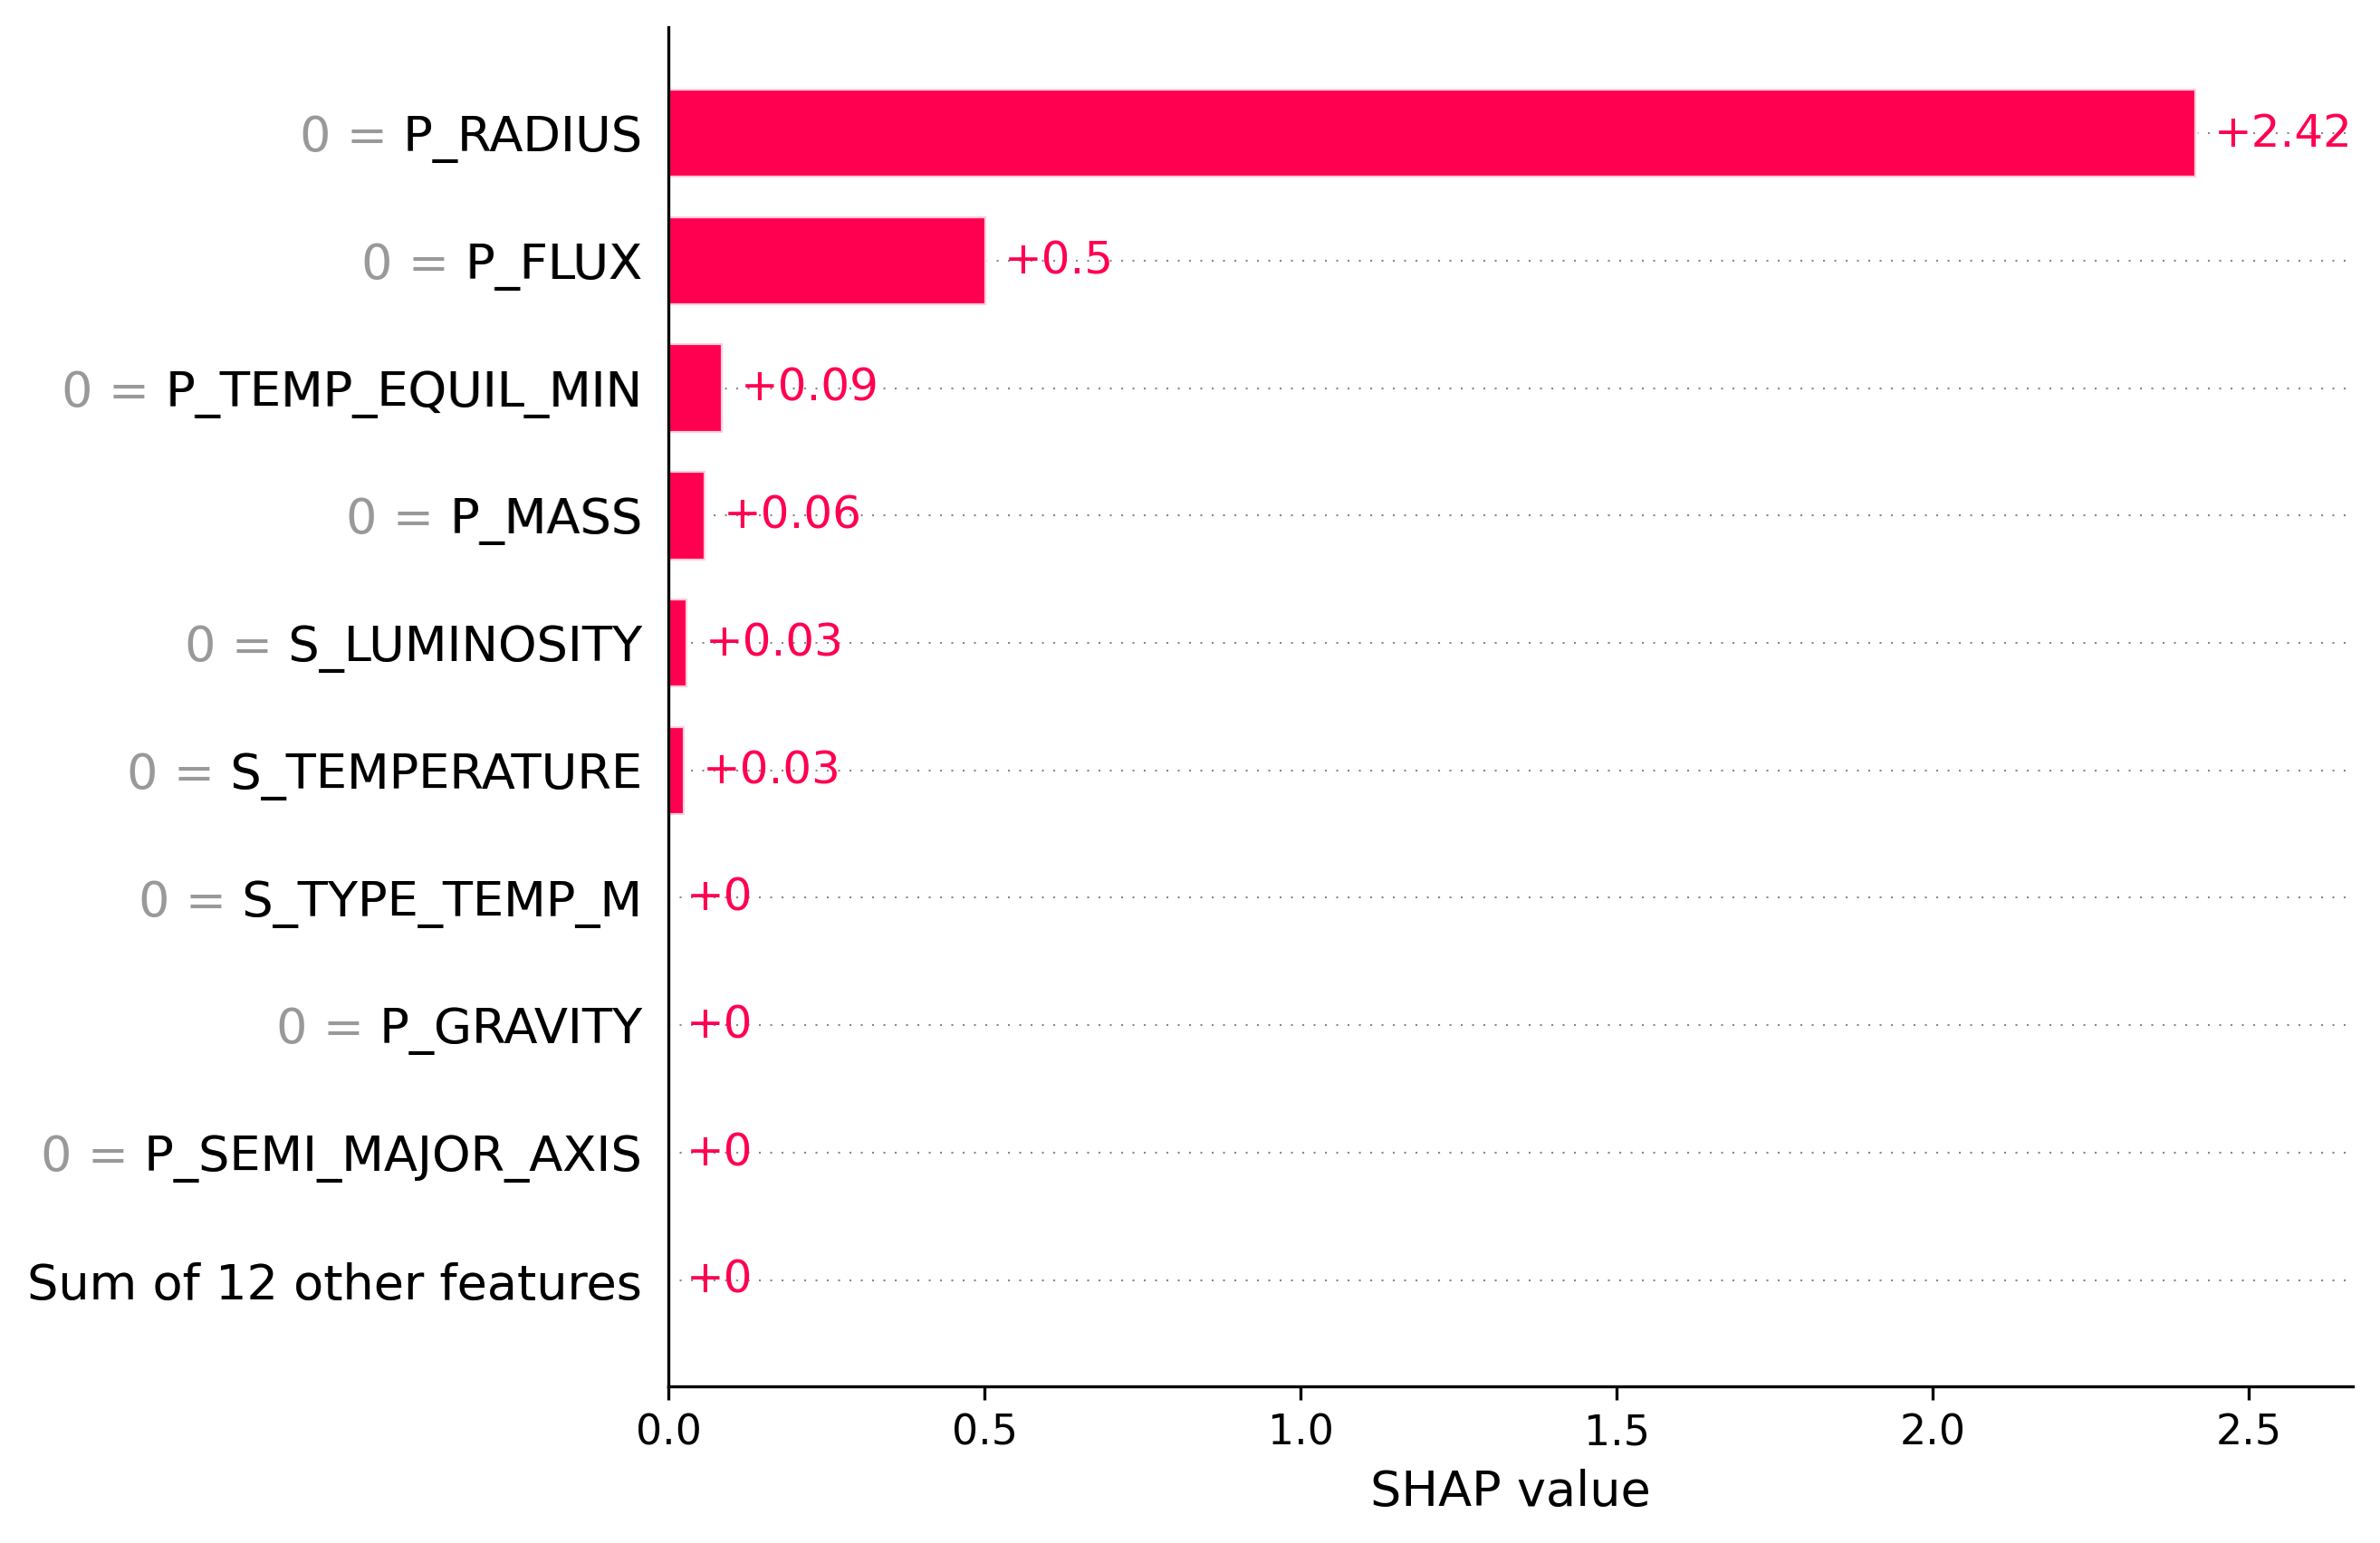 0 = P_RADIUS +2.42
0 = P_FLUX +0.5
0 = P_TEMP_EQUIL_MIN +0.09
0 = P_MASS +0.06
0 = S_LUMINOSITY +0.03
0 = S_TEMPERATURE +0.03
0 = S_TYPE_TEMP_M +0
0 = P_GRAVITY +0
0 = P_SEMI_MAJOR_AXIS +0
Sum of 12 other features +0
0.0 0.5 1.0 1.5 2.0 2.5
SHAP value